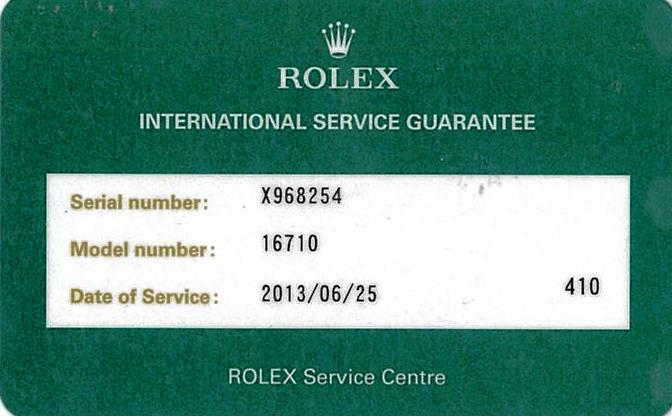 ROLEX
INTERNATIONAL SERVICE GUARANTEE
Serial number: X968254
Model number: 16710
Date of Service: 2013/06/25 410
ROLEX Service Centre